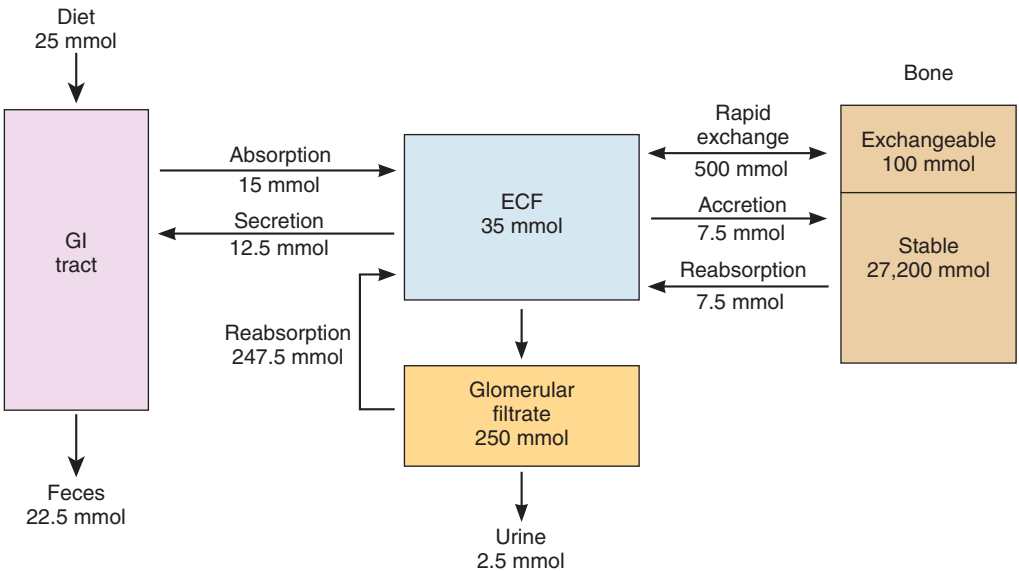 Diet
25 mmol
GI
tract
Feces
22.5 mmol
Absorption
15 mmol
Secretion
12.5 mmol
Reabsorption
247.5 mmol
ECF
35 mmol
Glomerular
filtrate
250 mmol
Urine
2.5 mmol
Rapid
exchange
500 mmol
Accretion
7.5 mmol
Reabsorption
7.5 mmol
Bone
Exchangeable
100 mmol
Stable
27,200 mmol